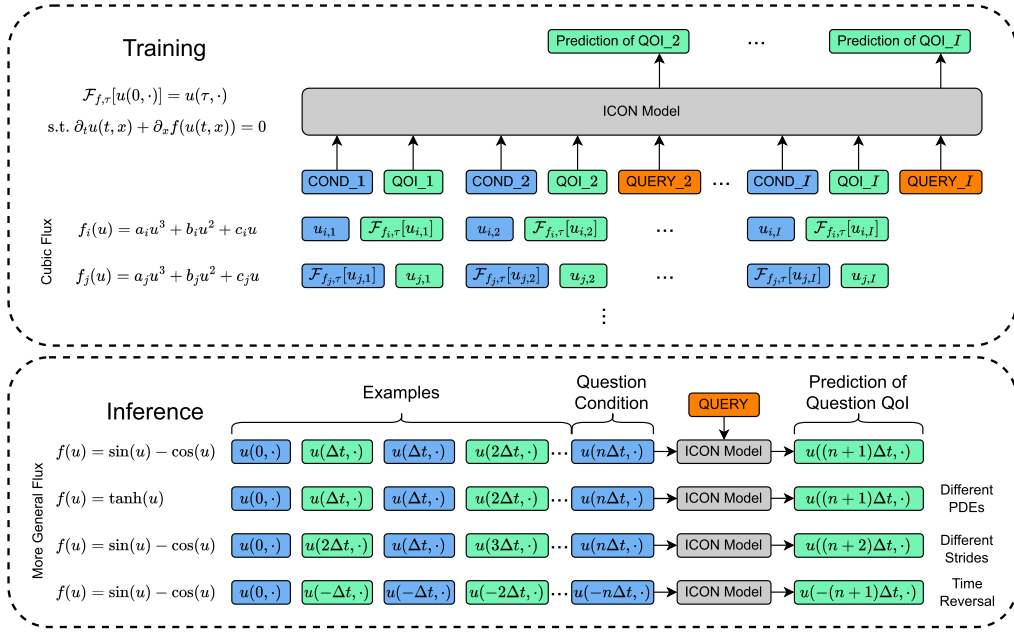 Training
Prediction of QOI_2 ... Prediction of QOI_I
ICON Model
F_{f,τ}[u(0,·)] = u(τ,·)
s.t. ∂_t u(t,x) + ∂_x f(u(t,x)) = 0
COND_1 QOI_1 COND_2 QOI_2 QUERY_2 ... COND_I QOI_I QUERY_I
Cubic Flux
f_i(u) = a_i u³ + b_i u² + c_i u u_{i,1} F_{f_i,τ}[u_{i,1}] u_{i,2} F_{f_i,τ}[u_{i,2}] ... u_{i,I} F_{f_i,τ}[u_{i,I}]
f_j(u) = a_j u³ + b_j u² + c_j u F_{f_j,τ}[u_{j,1}] u_{j,1} F_{f_j,τ}[u_{j,2}] u_{j,2} ... F_{f_j,τ}[u_{j,I}] u_{j,I}
⋮
Inference
Examples
Question
Condition
QUERY
Prediction of
Question QoI
More General Flux
f(u) = sin(u) − cos(u) u(0,·) u(Δt,·) u(Δt,·) u(2Δt,·) ... u(nΔt,·) ICON Model u((n+1)Δt,·)
f(u) = tanh(u) u(0,·) u(Δt,·) u(Δt,·) u(2Δt,·) ... u(nΔt,·) ICON Model u((n+1)Δt,·)
Different
PDEs
f(u) = sin(u) − cos(u) u(0,·) u(2Δt,·) u(Δt,·) u(3Δt,·) ... u(nΔt,·) ICON Model u((n+2)Δt,·)
Different
Strides
f(u) = sin(u) − cos(u) u(0,·) u(−Δt,·) u(−Δt,·) u(−2Δt,·) ... u(−nΔt,·) ICON Model u(−(n+1)Δt,·)
Time
Reversal